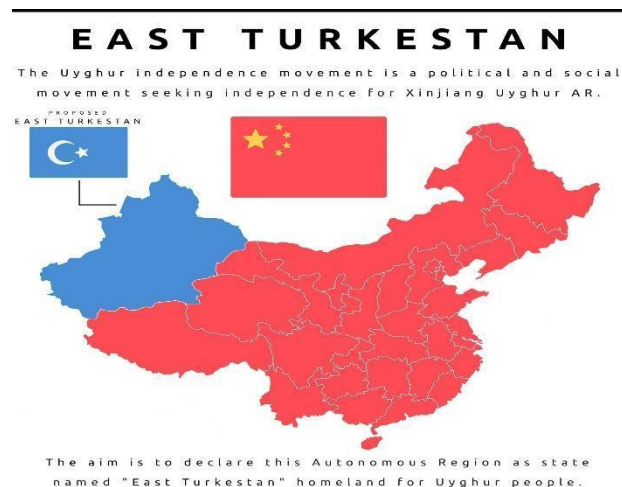 EAST TURKESTAN
The Uyghur independence movement is a political and social
movement seeking independence for Xinjiang Uyghur AR.
PROPOSED
EAST TURKESTAN
The aim is to declare this Autonomous Region as state
named "East Turkestan" homeland for Uyghur people.